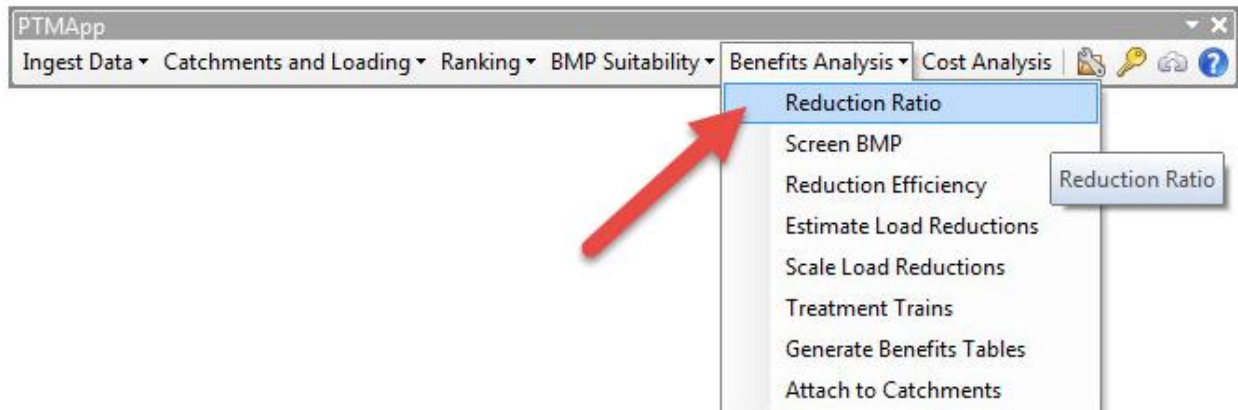 PTMApp
Ingest Data Catchments and Loading Ranking BMP Suitability Benefits Analysis Cost Analysis
Reduction Ratio
Screen BMP
Reduction Efficiency
Reduction Ratio
Estimate Load Reductions
Scale Load Reductions
Treatment Trains
Generate Benefits Tables
Attach to Catchments